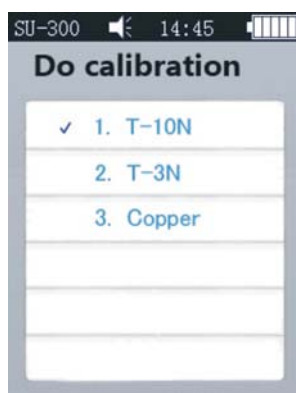 SU-300 14:45
Do calibration
✓ 1. T-10N
2. T-3N
3. Copper